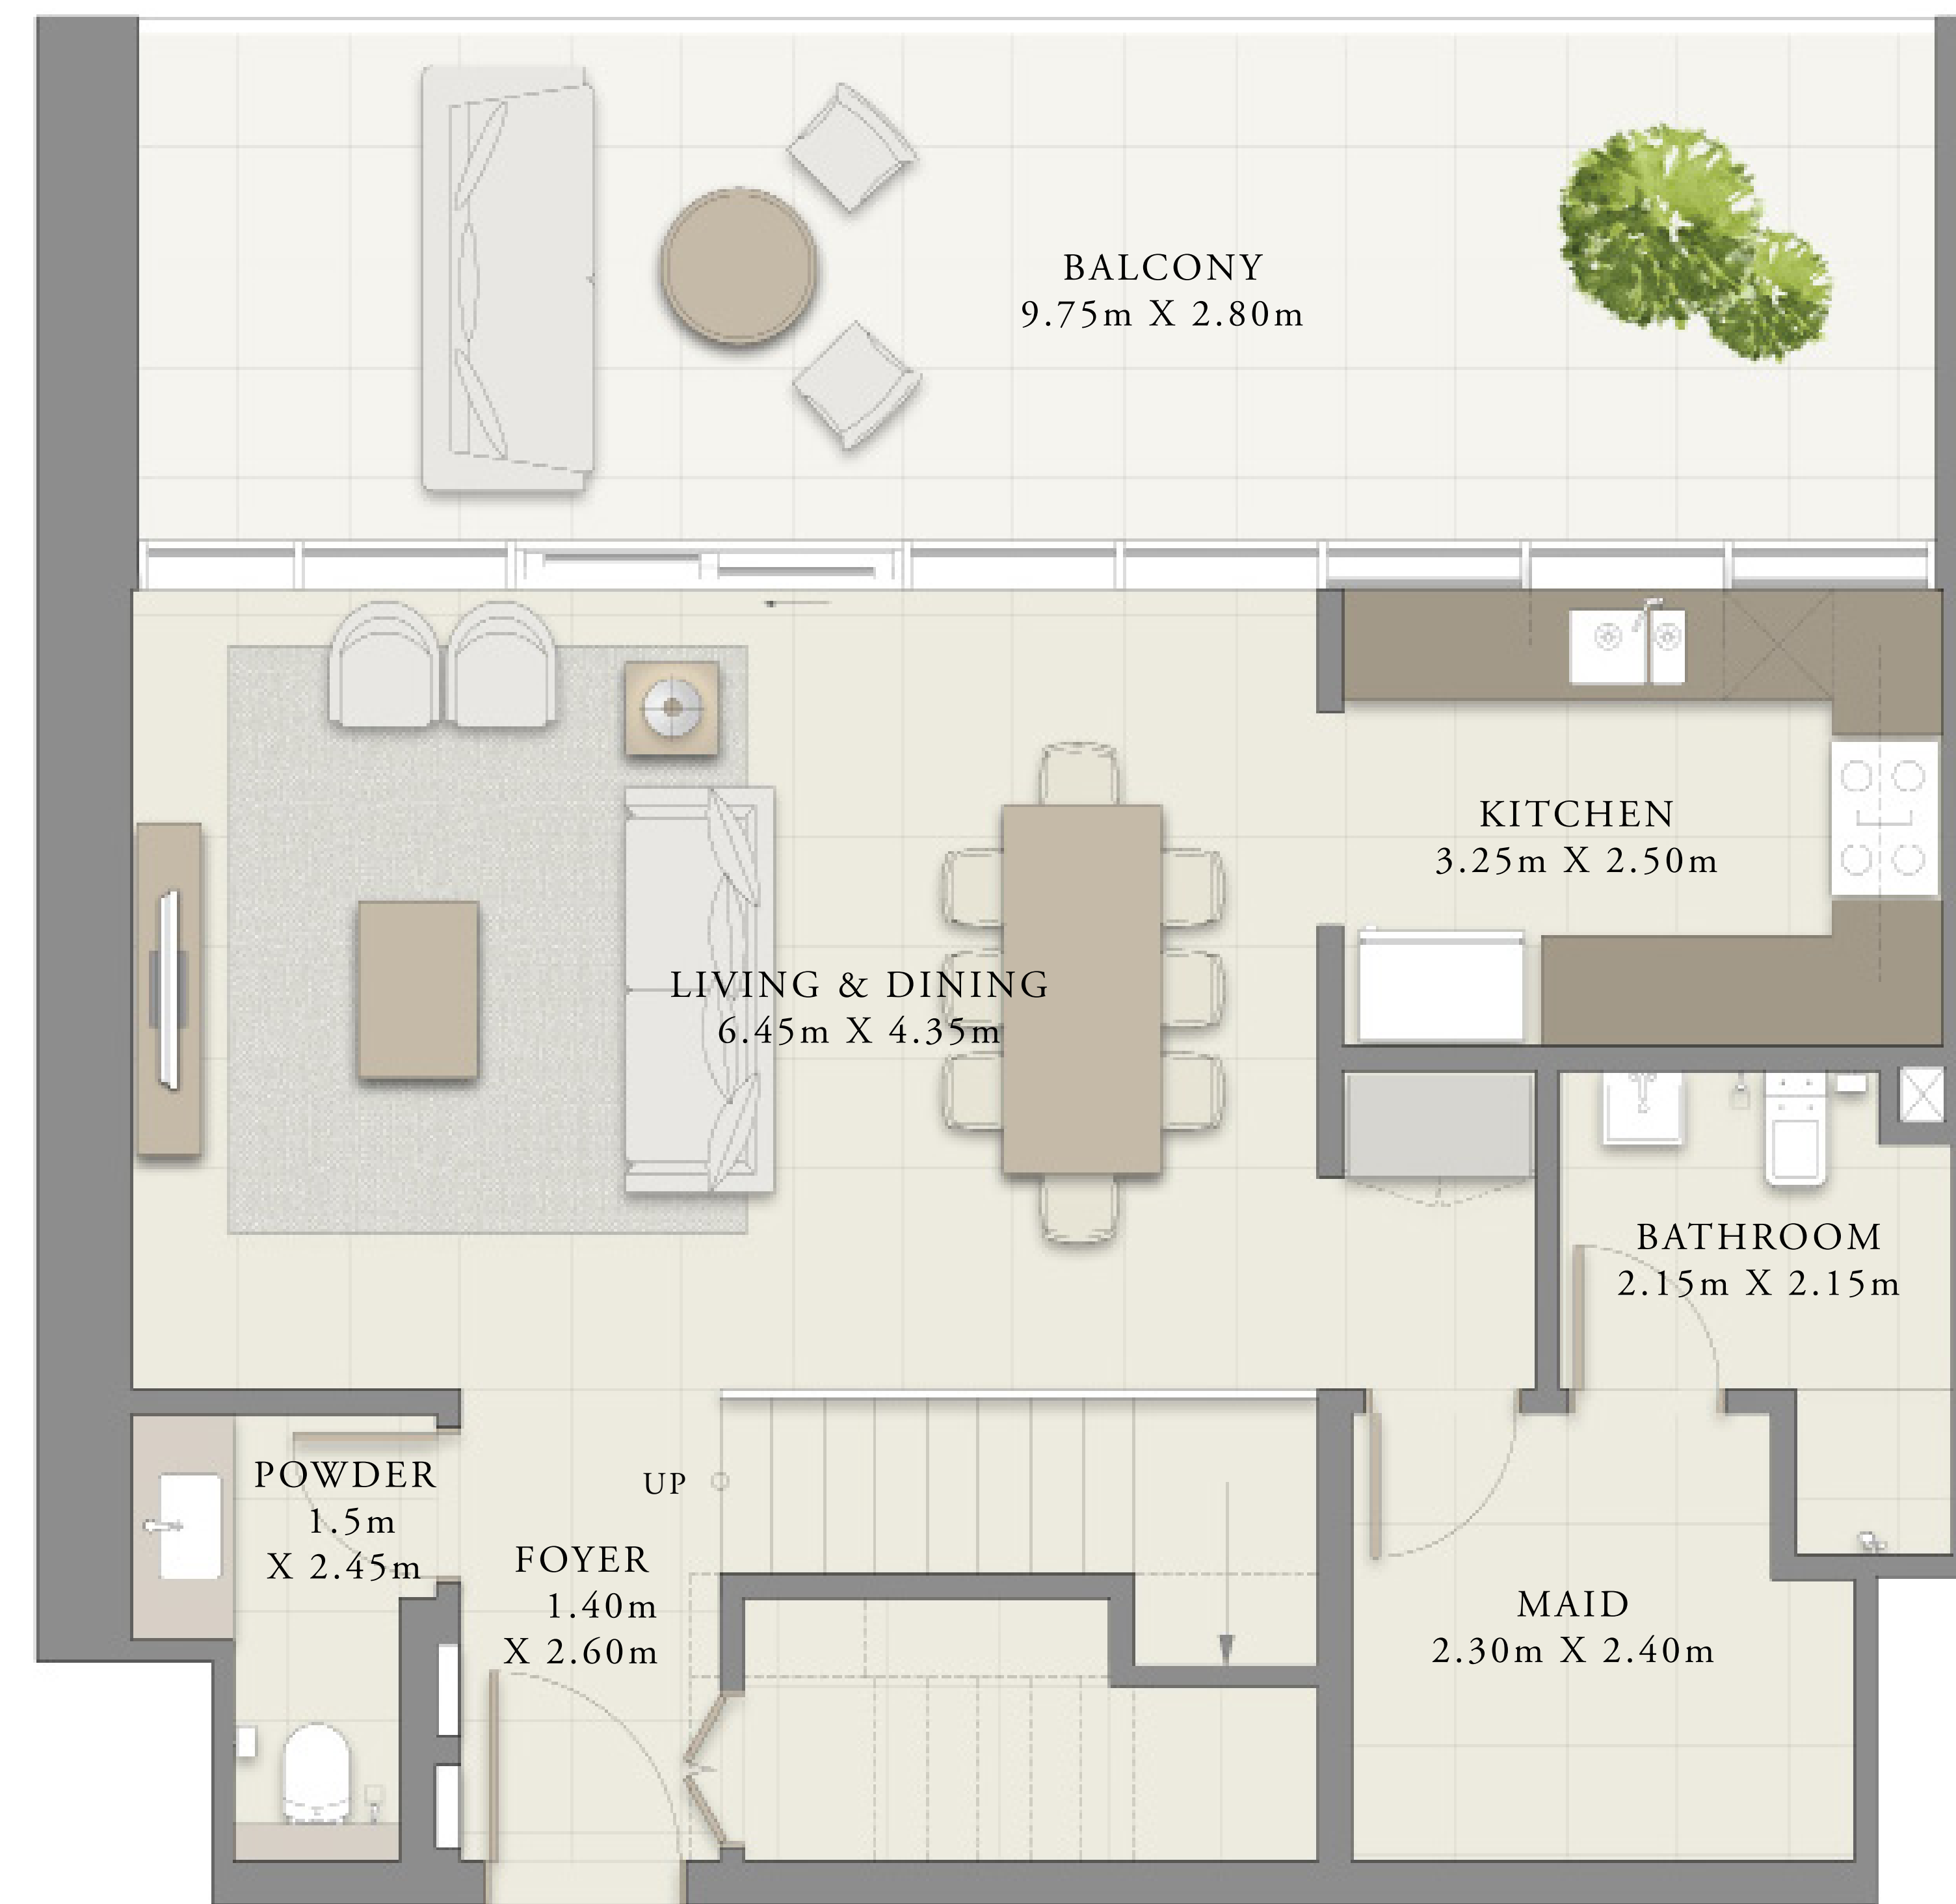 BALCONY
9.75m X 2.80m
KITCHEN
3.25m X 2.50m
LIVING & DINING
6.45m X 4.35m
BATHROOM
2.15m X 2.15m
POWDER
1.5m
X 2.45m
UP
FOYER
1.40m
X 2.60m
MAID
2.30m X 2.40m